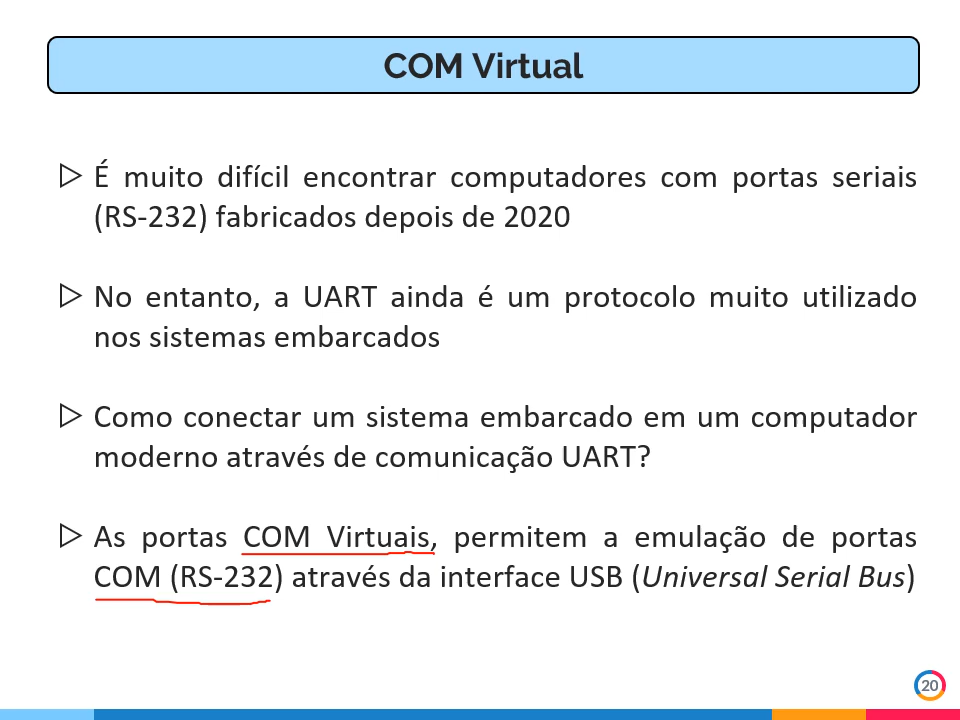 COM Virtual
É muito difícil encontrar computadores com portas seriais
(RS-232) fabricados depois de 2020
No entanto, a UART ainda é um protocolo muito utilizado
nos sistemas embarcados
Como conectar um sistema embarcado em um computador
moderno através de comunicação UART?
As portas COM Virtuais, permitem a emulação de portas
COM (RS-232) através da interface USB (Universal Serial Bus)
20